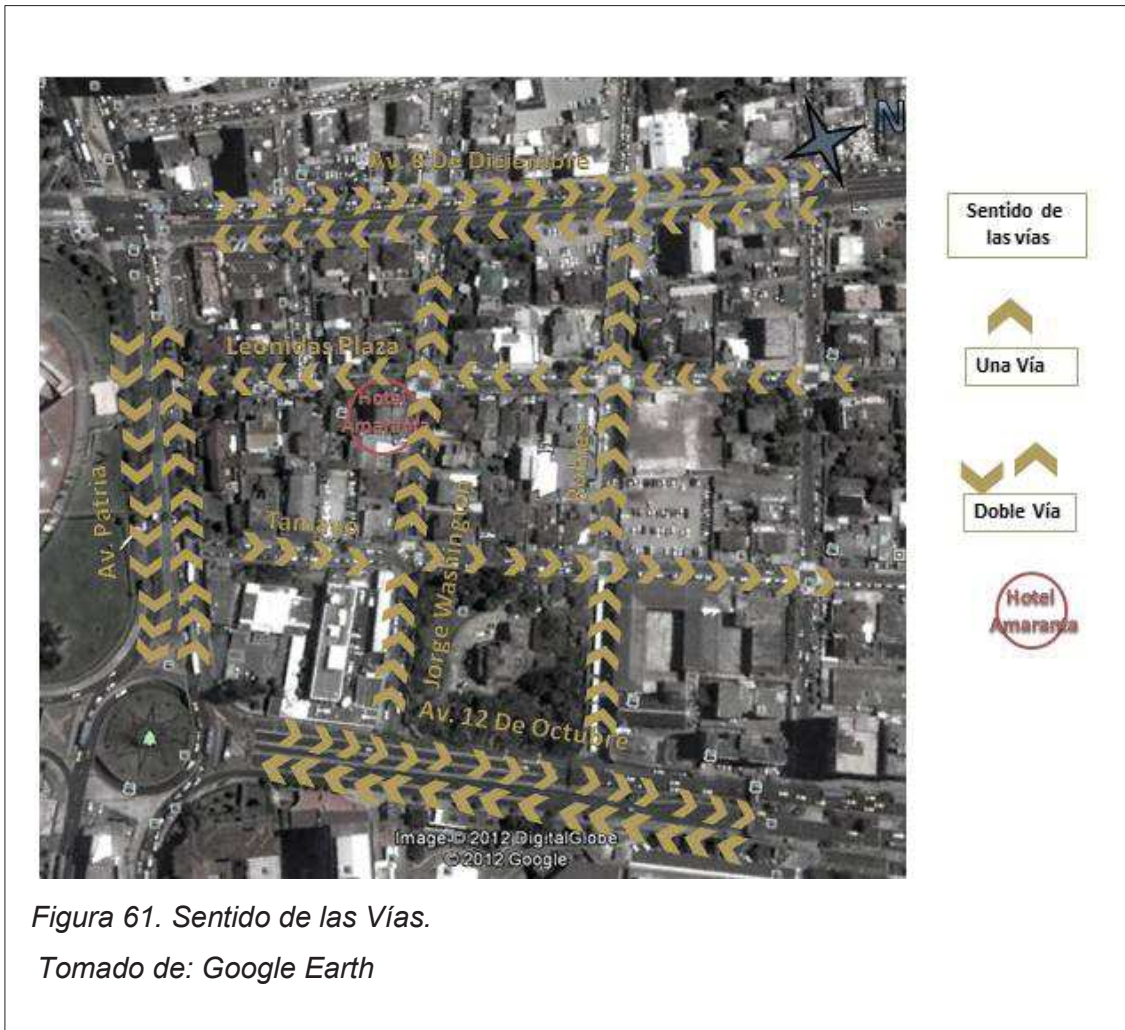 N
Av. 6 De Diciembre
Leonidas Plaza
Hotel
Amaranta
Av. Patria
Tamayo
Jorge Washington
Robles
Av. 12 De Octubre
Image © 2012 DigitalGlobe
© 2012 Google
Sentido de
las vías
Una Vía
Doble Vía
Hotel
Amaranta
Figura 61. Sentido de las Vías.
Tomado de: Google Earth